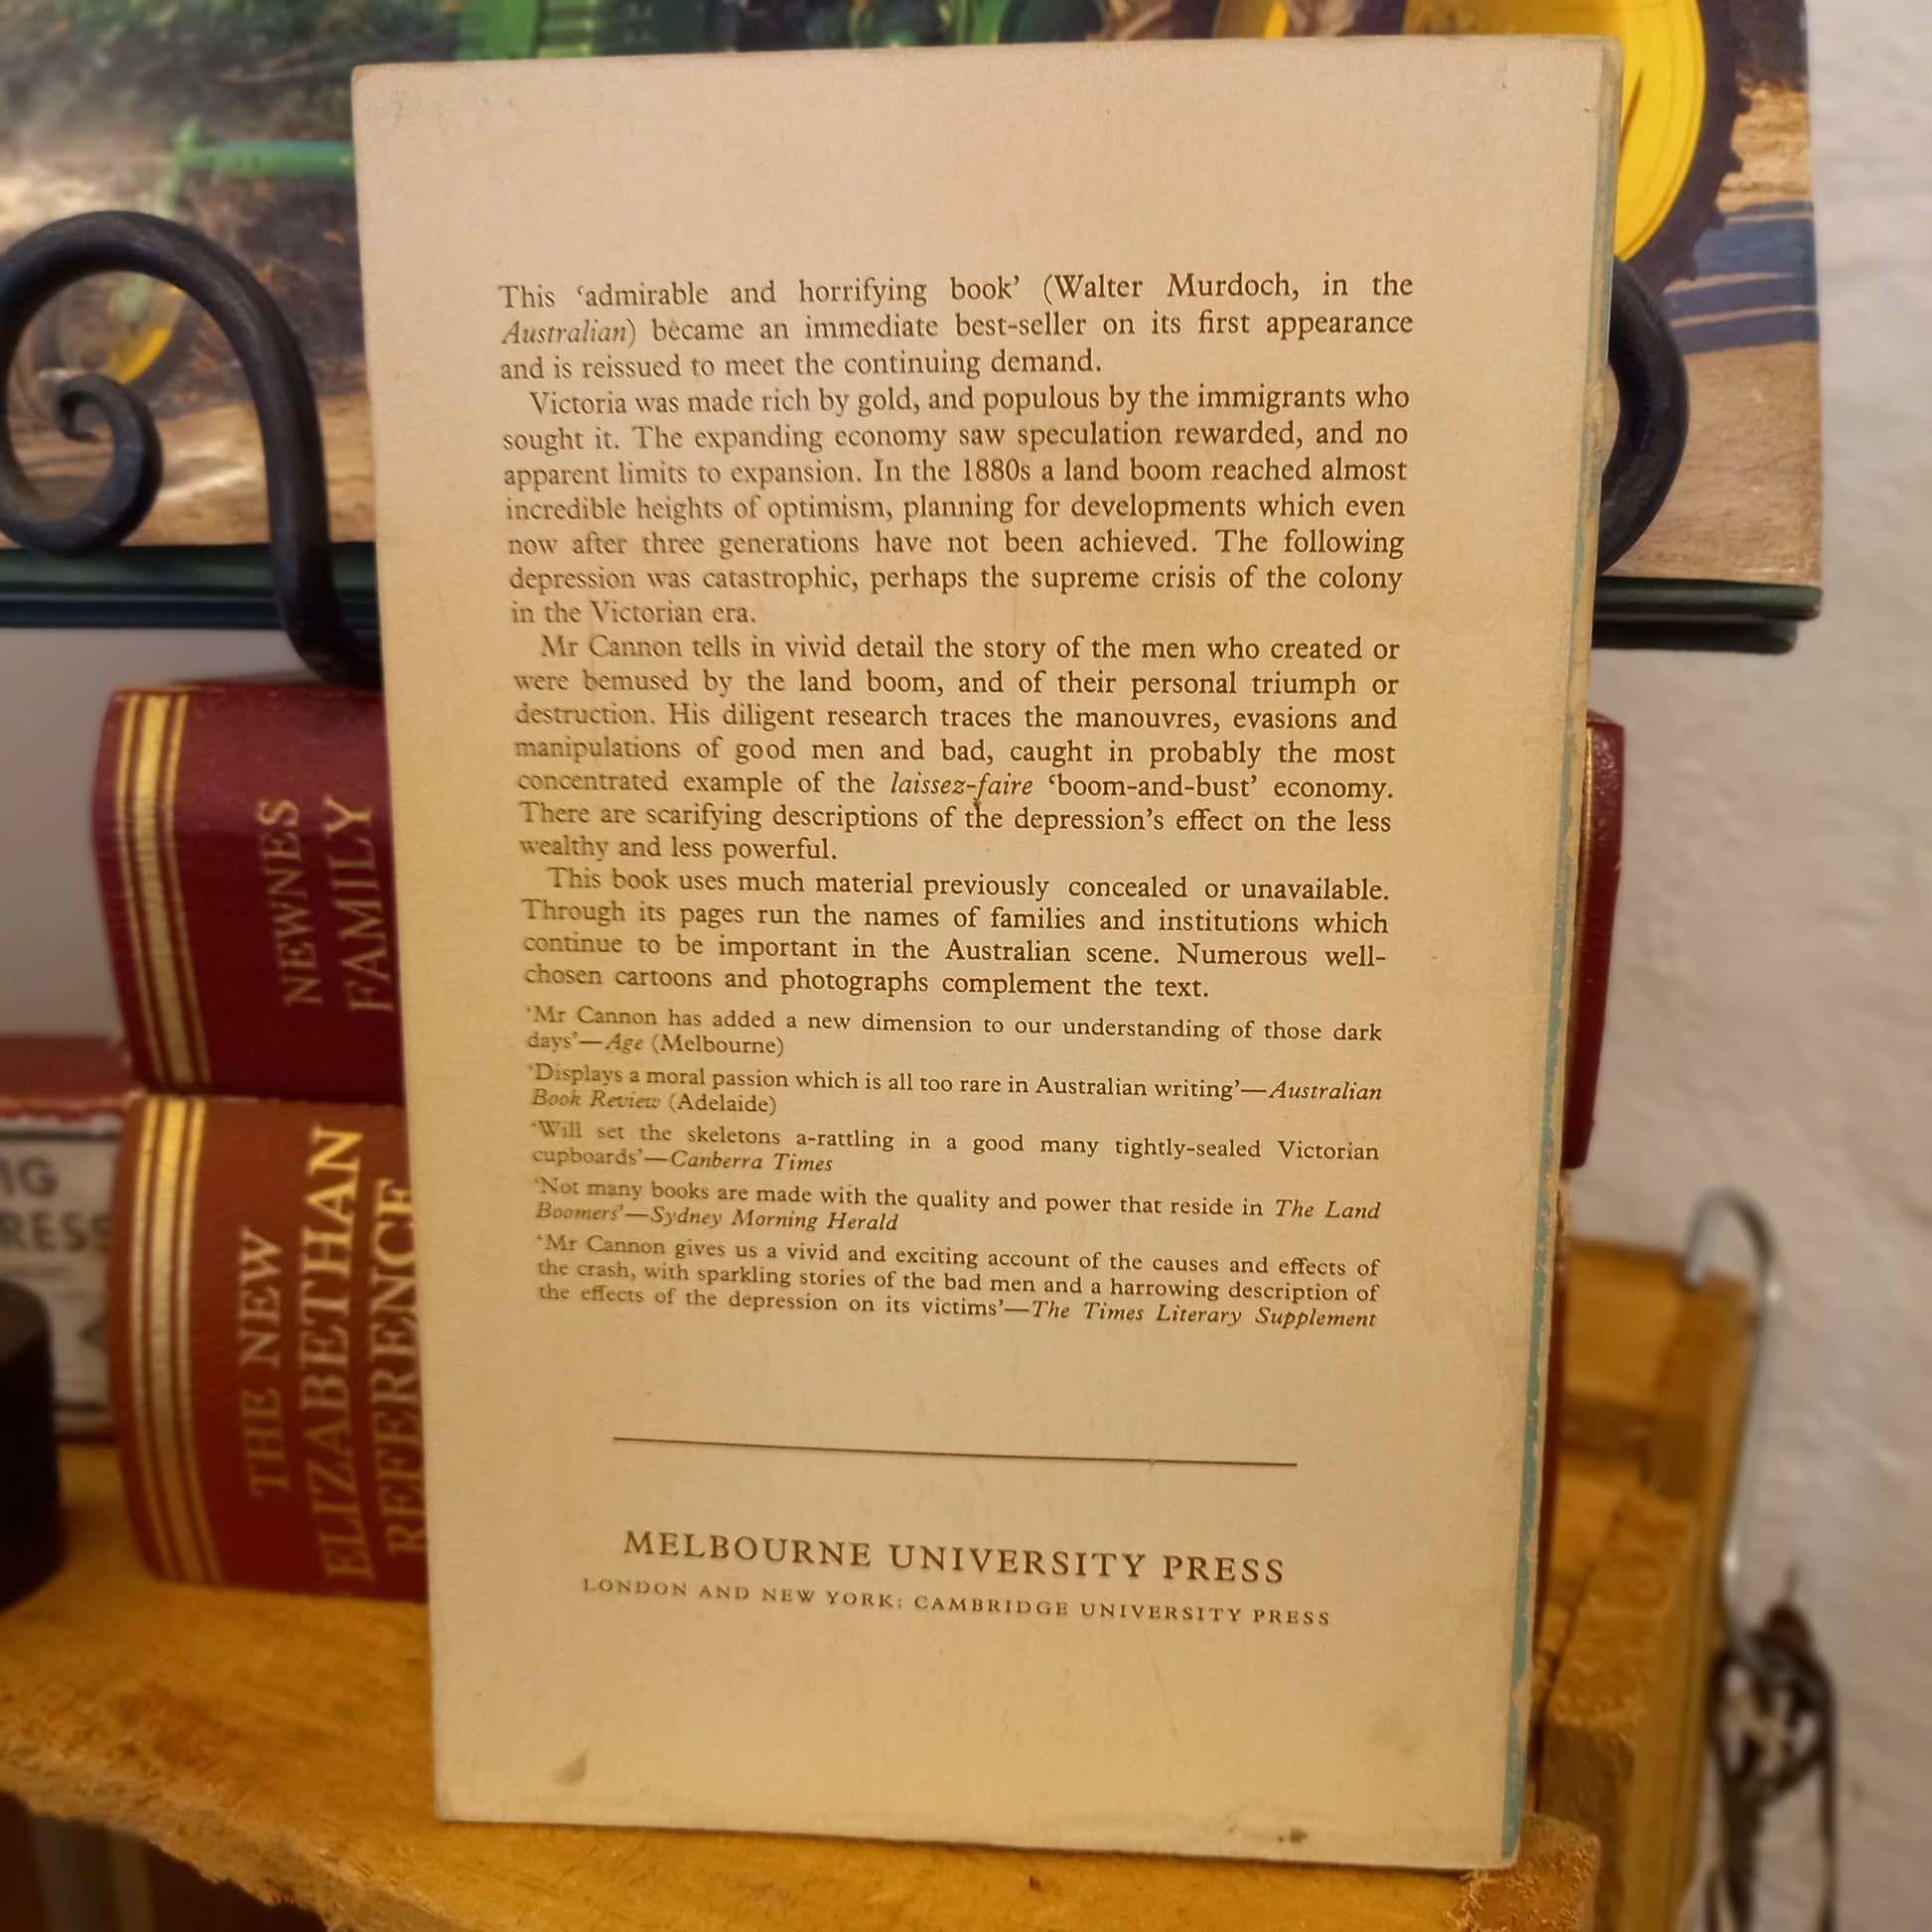 This ‘admirable and horrifying book’ (Walter Murdoch, in the
Australian) became an immediate best-seller on its first appearance
and is reissued to meet the continuing demand.
Victoria was made rich by gold, and populous by the immigrants who
sought it. The expanding economy saw speculation rewarded, and no
apparent limits to expansion. In the 1880s a land boom reached almost
incredible heights of optimism, planning for developments which even
now after three generations have not been achieved. The following
depression was catastrophic, perhaps the supreme crisis of the colony
in the Victorian era.
Mr Cannon tells in vivid detail the story of the men who created or
were bemused by the land boom, and of their personal triumph or
destruction. His diligent research traces the manouvres, evasions and
manipulations of good men and bad, caught in probably the most
concentrated example of the laissez-faire ‘boom-and-bust’ economy.
There are scarifying descriptions of the depression’s effect on the less
wealthy and less powerful.
This book uses much material previously concealed or unavailable.
Through its pages run the names of families and institutions which
continue to be important in the Australian scene. Numerous well-
chosen cartoons and photographs complement the text.
‘Mr Cannon has added a new dimension to our understanding of those dark
days’—Age (Melbourne)
‘Displays a moral passion which is all too rare in Australian writing’—Australian
Book Review (Adelaide)
‘Will set the skeletons a-rattling in a good many tightly-sealed Victorian
cupboards’—Canberra Times
‘Not many books are made with the quality and power that reside in The Land
Boomers’—Sydney Morning Herald
‘Mr Cannon gives us a vivid and exciting account of the causes and effects of
the crash, with sparkling stories of the bad men and a harrowing description of
the effects of the depression on its victims’—The Times Literary Supplement
MELBOURNE UNIVERSITY PRESS
LONDON AND NEW YORK: CAMBRIDGE UNIVERSITY PRESS
NEWNES
FAMILY
THE NEW
ELIZABETHAN
REFERENCE